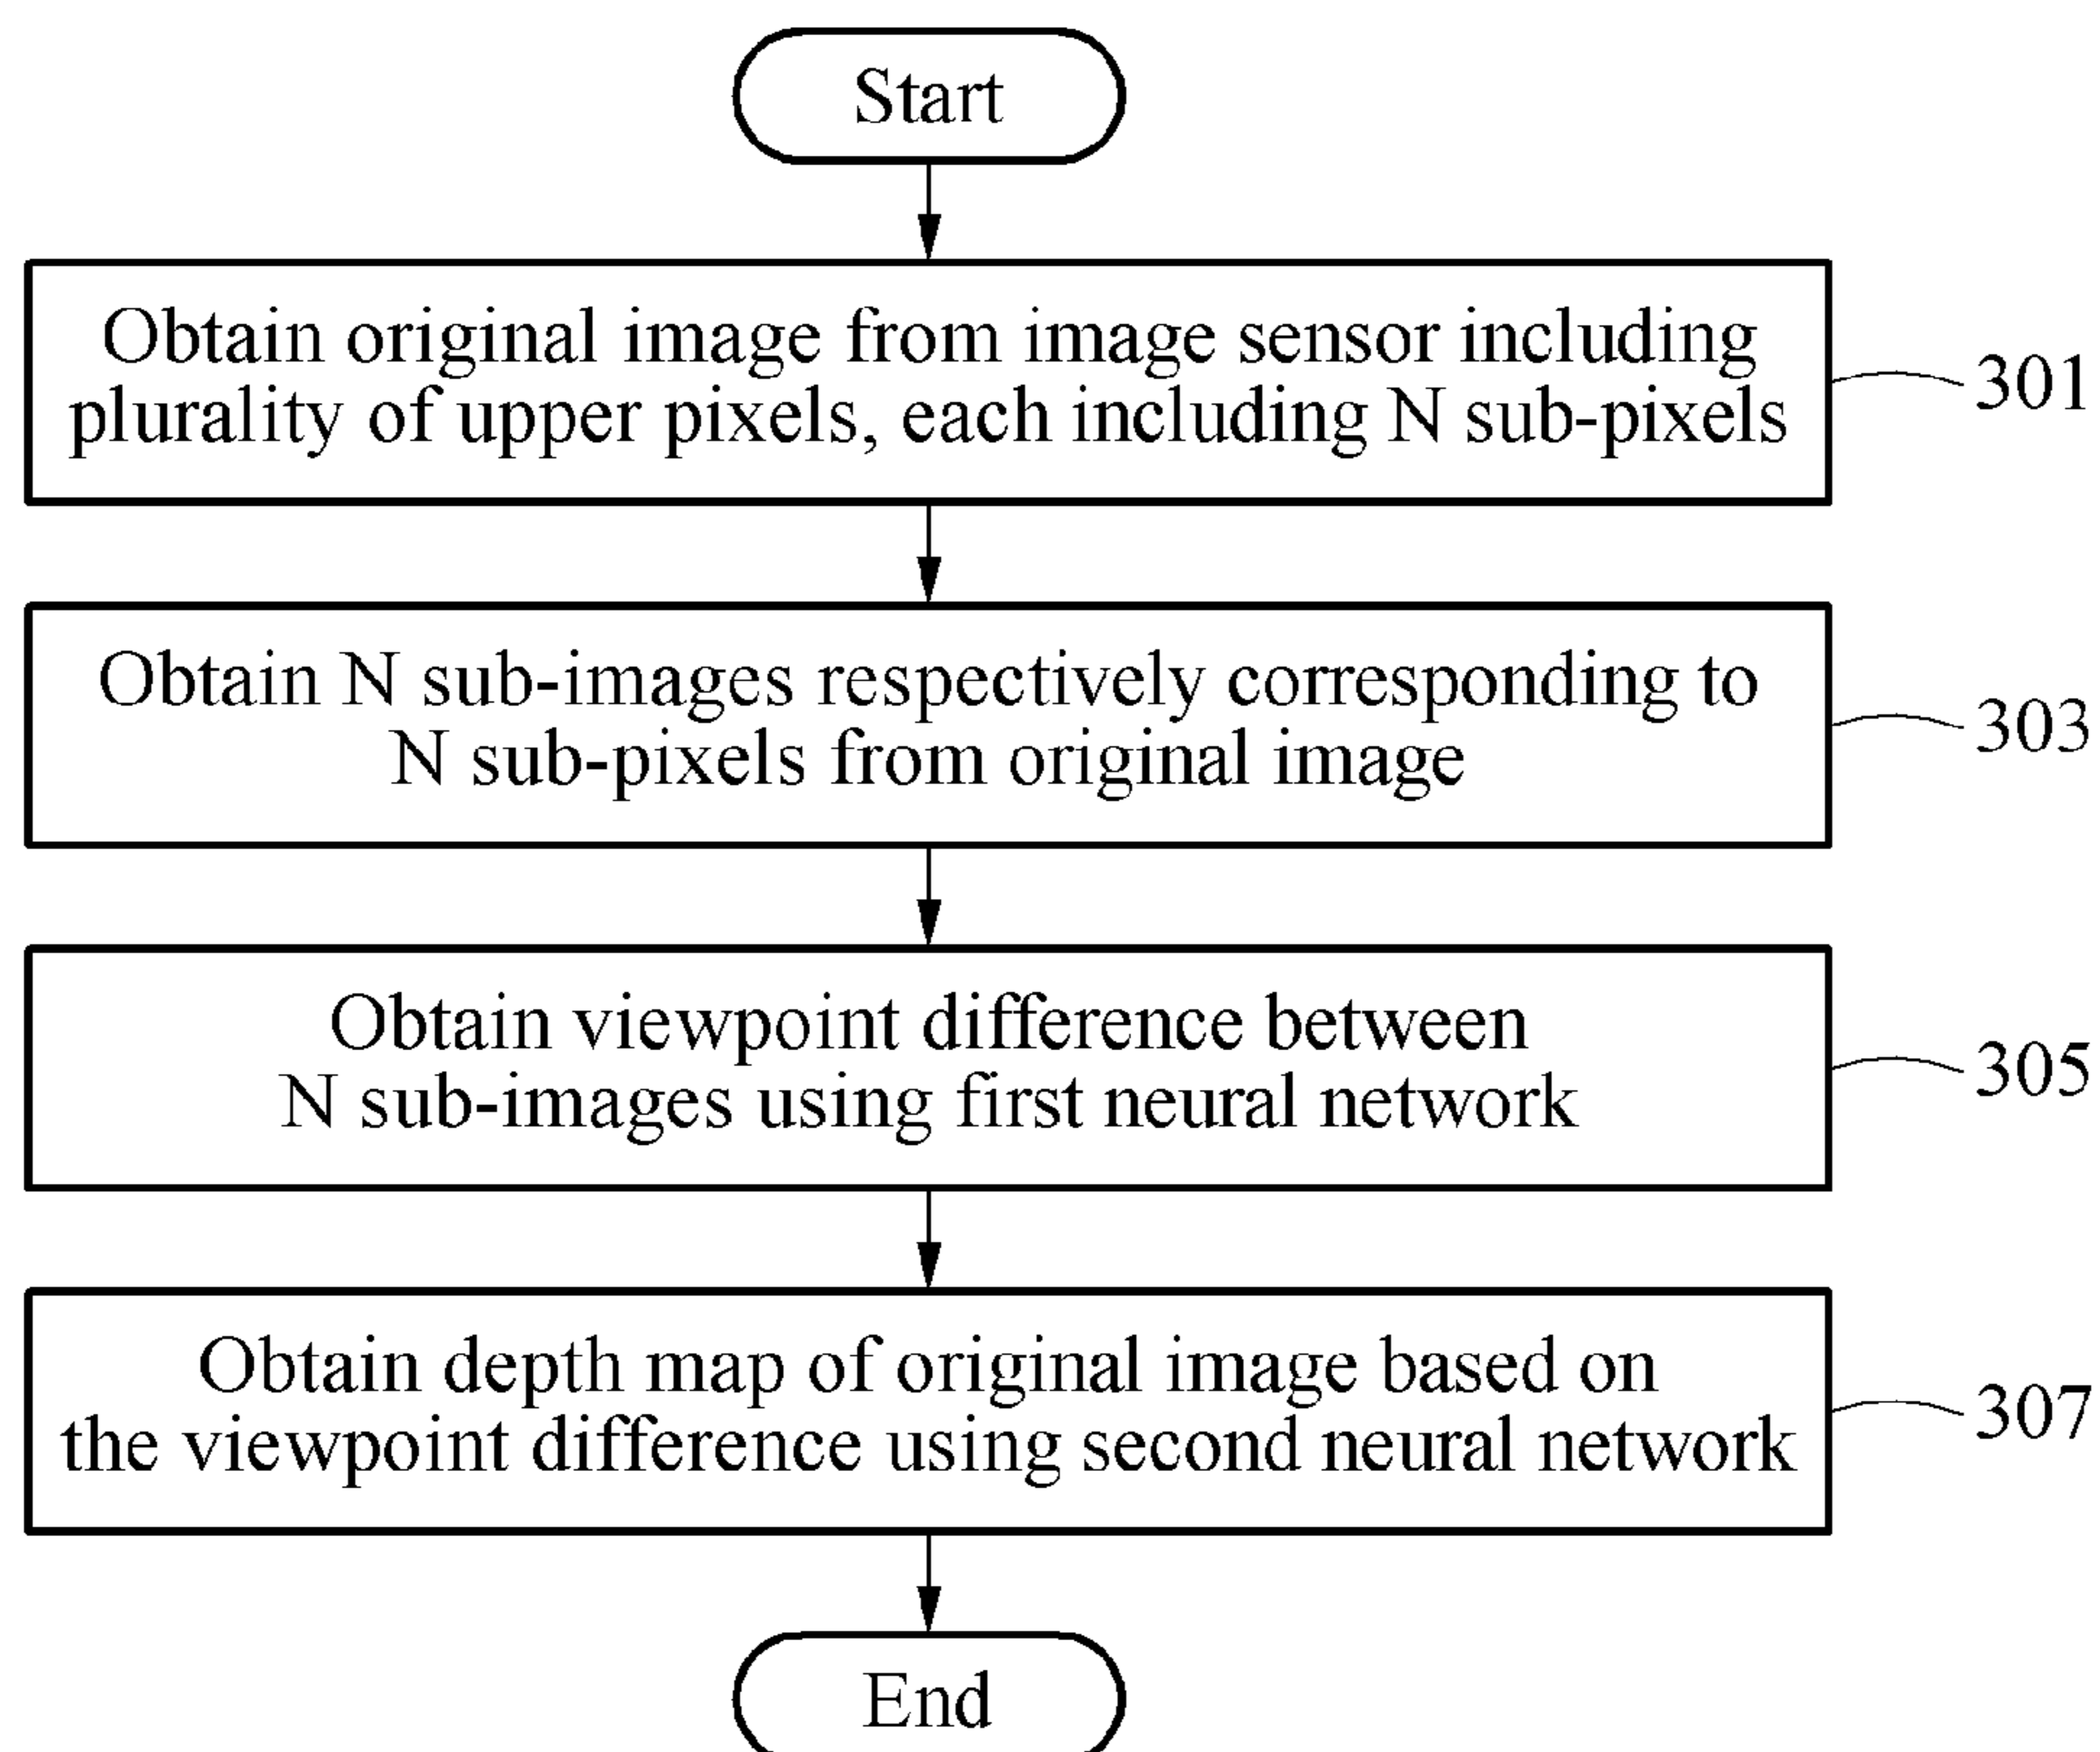 Start
Obtain original image from image sensor including
plurality of upper pixels, each including N sub-pixels
301
Obtain N sub-images respectively corresponding to
N sub-pixels from original image
303
Obtain viewpoint difference between
N sub-images using first neural network
305
Obtain depth map of original image based on
the viewpoint difference using second neural network
307
End